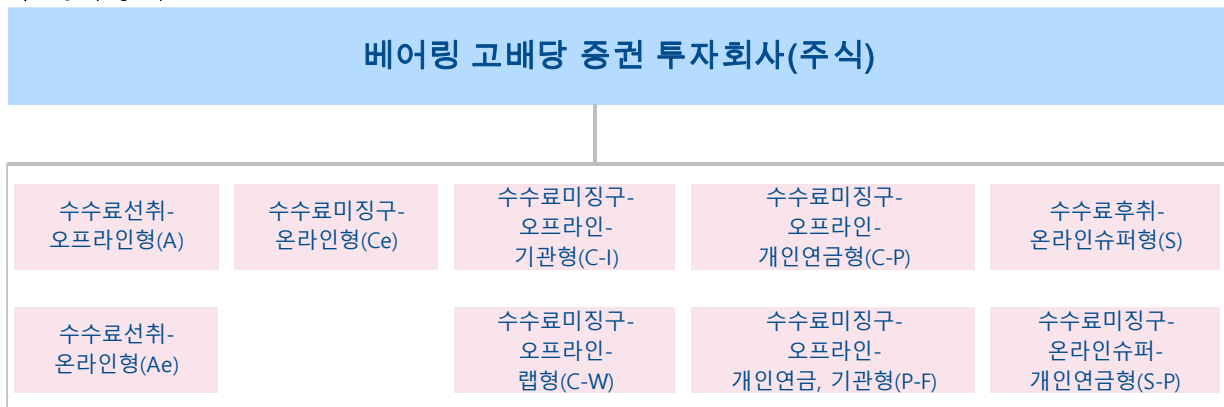 베어링 고배당 증권 투자회사(주식)
수수료선취-
오프라인형(A)
수수료미징구-
온라인형(Ce)
수수료미징구-
오프라인-
기관형(C-I)
수수료미징구-
오프라인-
개인연금형(C-P)
수수료후취-
온라인슈퍼형(S)
수수료선취-
온라인형(Ae)
수수료미징구-
오프라인-
랩형(C-W)
수수료미징구-
오프라인-
개인연금, 기관형(P-F)
수수료미징구-
온라인슈퍼-
개인연금형(S-P)